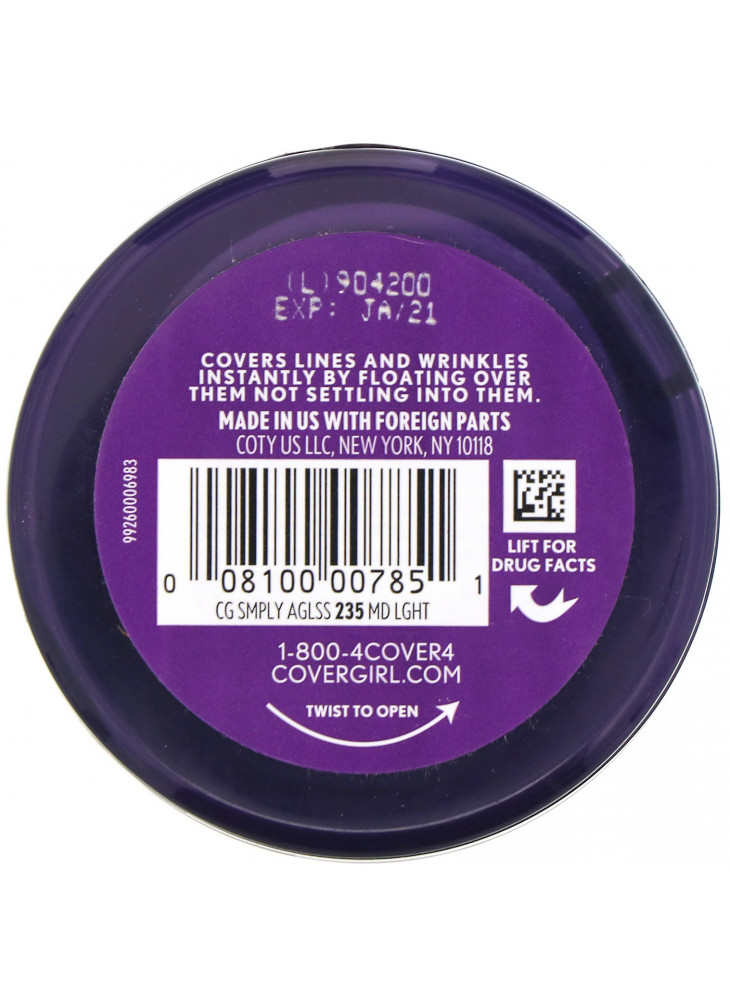 (L) 904200
EXP: JA/21
COVERS LINES AND WRINKLES
INSTANTLY BY FLOATING OVER
THEM NOT SETTLING INTO THEM.
MADE IN US WITH FOREIGN PARTS
COTY US LLC, NEW YORK, NY 10118
99260006983
0 08100 00785 1
CG SMPLY AGLSS 235 MD LGHT
LIFT FOR
DRUG FACTS
1-800-4COVER4
COVERGIRL.COM
TWIST TO OPEN